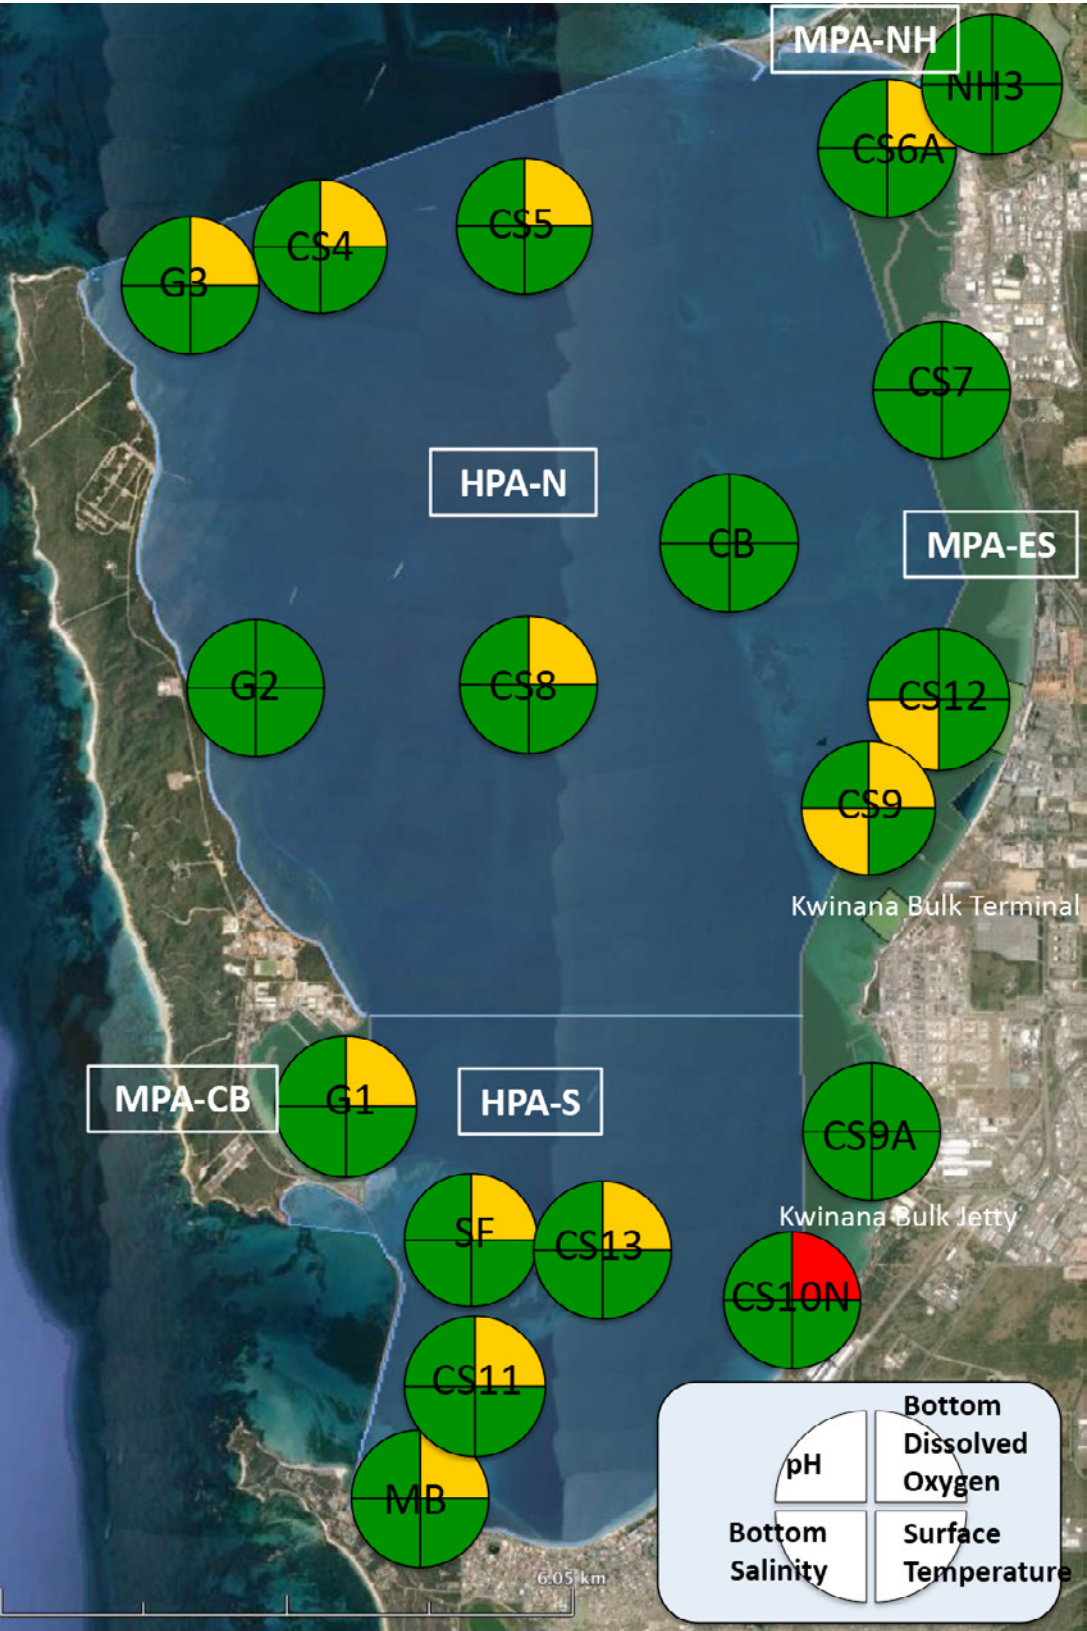 MPA-NH
NH3
CS6A
CS5
CS4
G3
CS7
HPA-N
CB
MPA-ES
G2
CS8
CS12
CS9
Kwinana Bulk Terminal
MPA-CB
G1
HPA-S
CS9A
Kwinana Bulk Jetty
SF
CS13
CS10N
CS11
MB
6.05 km
pH
Bottom
Dissolved
Oxygen
Bottom
Salinity
Surface
Temperature